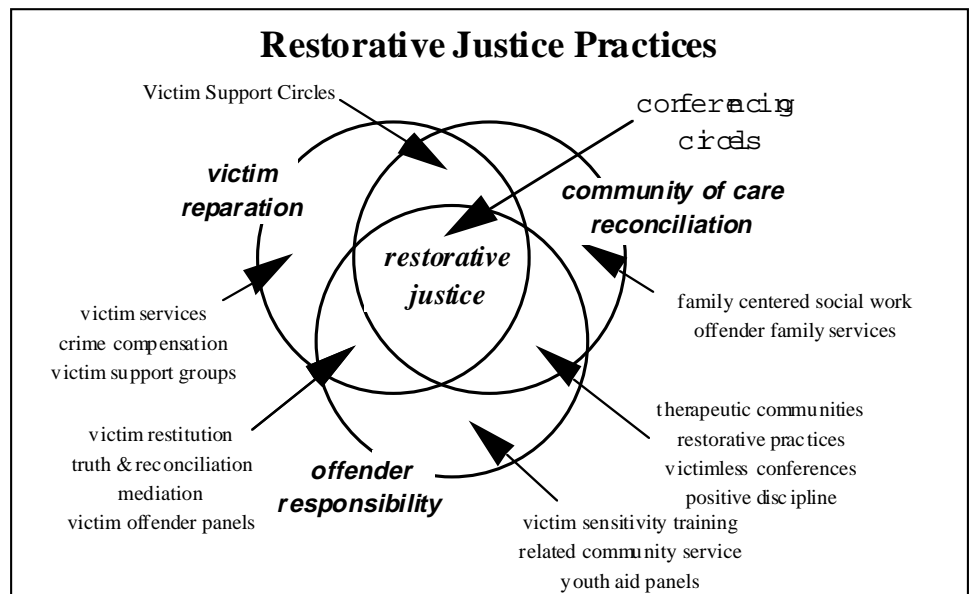 Restorative Justice Practices
Victim Support Circles
conferencing
circles
victim
reparation
community of care
reconciliation
restorative
justice
victim services
crime compensation
victim support groups
family centered social work
offender family services
victim restitution
truth & reconciliation
mediation
victim offender panels
offender
responsibility
therapeutic communities
restorative practices
victimless conferences
positive discipline
victim sensitivity training
related community service
youth aid panels